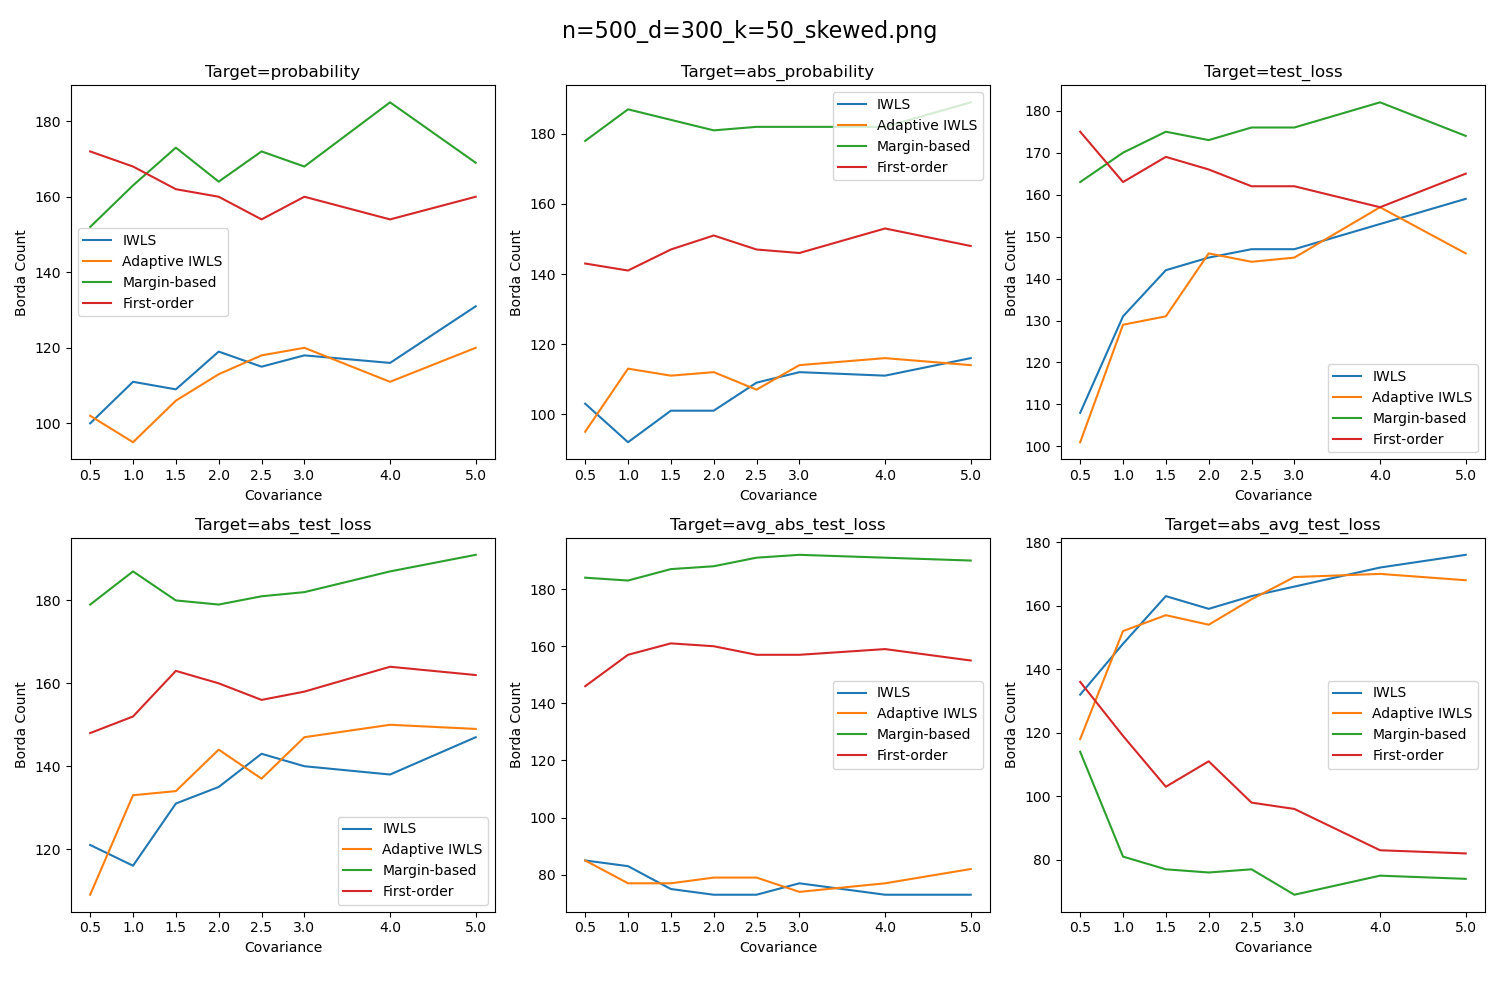 n=500_d=300_k=50_skewed.png
Target=probability
180
160
140
120
100
Borda Count
IWLS
Adaptive IWLS
Margin-based
First-order
0.5 1.0 1.5 2.0 2.5 3.0 4.0 5.0
Covariance
Target=abs_probability
180
160
140
120
100
Borda Count
IWLS
Adaptive IWLS
Margin-based
First-order
0.5 1.0 1.5 2.0 2.5 3.0 4.0 5.0
Covariance
Target=test_loss
180
170
160
150
140
130
120
110
100
Borda Count
IWLS
Adaptive IWLS
Margin-based
First-order
0.5 1.0 1.5 2.0 2.5 3.0 4.0 5.0
Covariance
Target=abs_test_loss
180
160
140
120
Borda Count
IWLS
Adaptive IWLS
Margin-based
First-order
0.5 1.0 1.5 2.0 2.5 3.0 4.0 5.0
Covariance
Target=avg_abs_test_loss
180
160
140
120
100
80
Borda Count
IWLS
Adaptive IWLS
Margin-based
First-order
0.5 1.0 1.5 2.0 2.5 3.0 4.0 5.0
Covariance
Target=abs_avg_test_loss
180
160
140
120
100
80
Borda Count
IWLS
Adaptive IWLS
Margin-based
First-order
0.5 1.0 1.5 2.0 2.5 3.0 4.0 5.0
Covariance